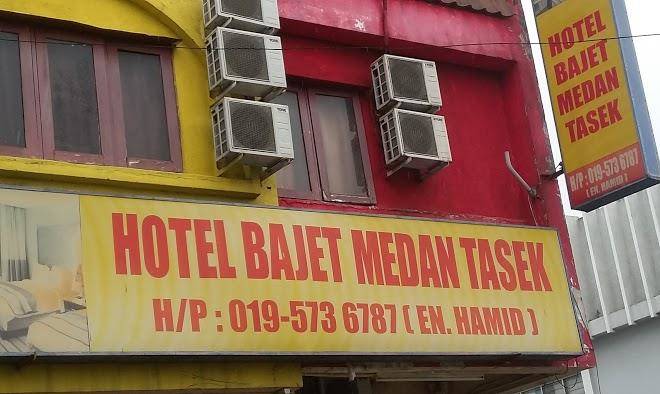 HOTEL BAJET MEDAN TASEK
H/P : 019-573 6787 ( EN. HAMID )
HOTEL
BAJET
MEDAN
TASEK
H/P : 019-573 6787
( EN. HAMID )